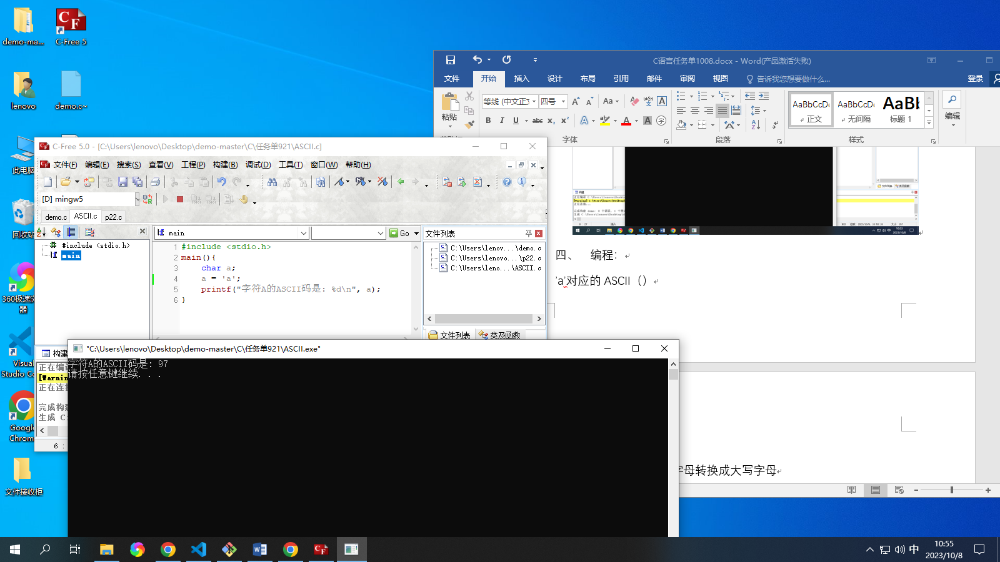 demo-ma...
C-Free 5
lenovo
demo.c~
此电脑
回收站
360极速浏
器
Visual
Studio Co
Google
Chrom
文件接收柜
C语言任务单1008.docx - Word(产品激活失败)
文件 开始 插入 设计 布局 引用 邮件 审阅 视图 告诉我您想要做什么... 登录
粘贴
等线 (中文正 四号
字体
段落
AaBbCcDc AaBbCcDc AaBb
正文 无间隔 标题 1
样式
编辑
四、 编程:
'a'对应的 ASCII（）
字母转换成大写字母
C-Free 5.0 - [C:\Users\lenovo\Desktop\demo-master\C\任务单921\ASCII.c]
文件(F) 编辑(E) 搜索(S) 查看(V) 工程(P) 构建(B) 调试(D) 工具(T) 窗口(W) 帮助(H)
[D] mingw5
demo.c ASCII.c p22.c
#include <stdio.h>
main
main
Go
1 #include <stdio.h>
2 main(){
3 char a;
4 a = 'a';
5 printf("字符A的ASCII码是: %d\n", a);
6 }
文件列表
C:\Users\lenov...\demo.c
C:\Users\lenovo...\p22.c
C:\Users\leno...\ASCII.c
文件列表 类及函数
构建
正在编
[Warnin
正在连
完成构
生成 C:
6 :
"C:\Users\lenovo\Desktop\demo-master\C\任务单921\ASCII.exe"
字符A的ASCII码是: 97
请按任意键继续. . .
中
10:55
2023/10/8